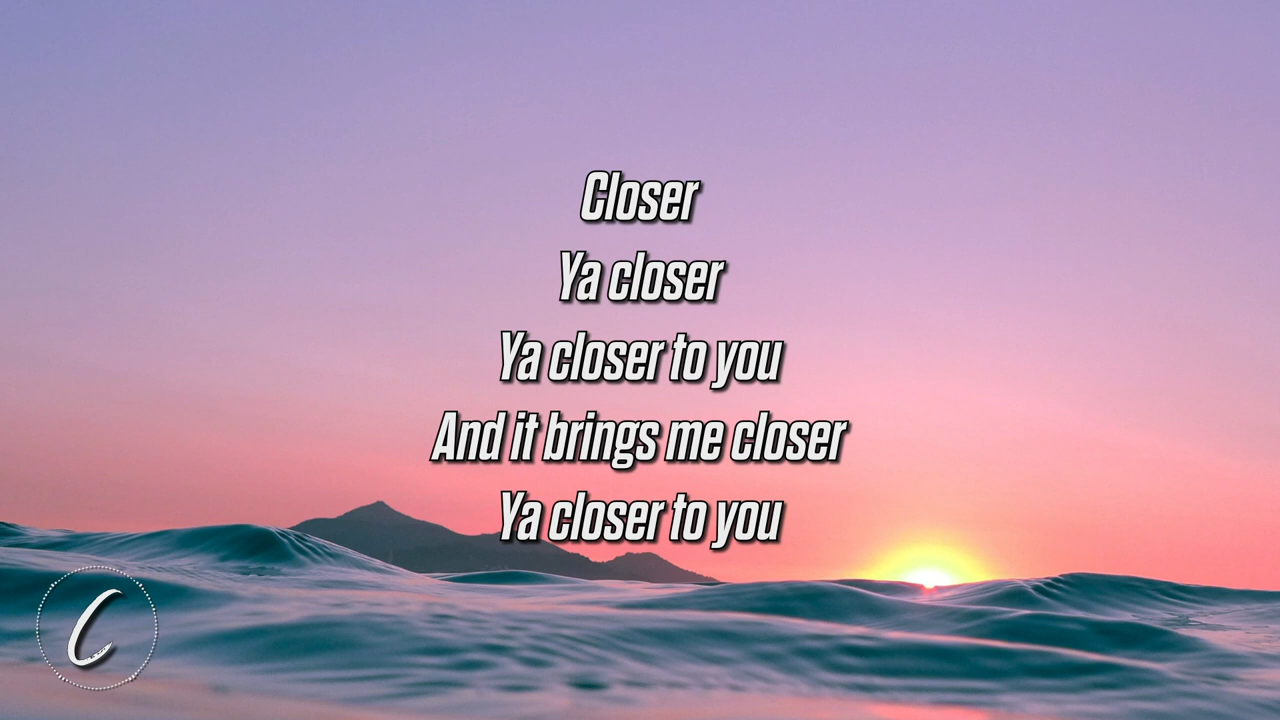 Closer
Ya closer
Ya closer to you
And it brings me closer
Ya closer to you
C